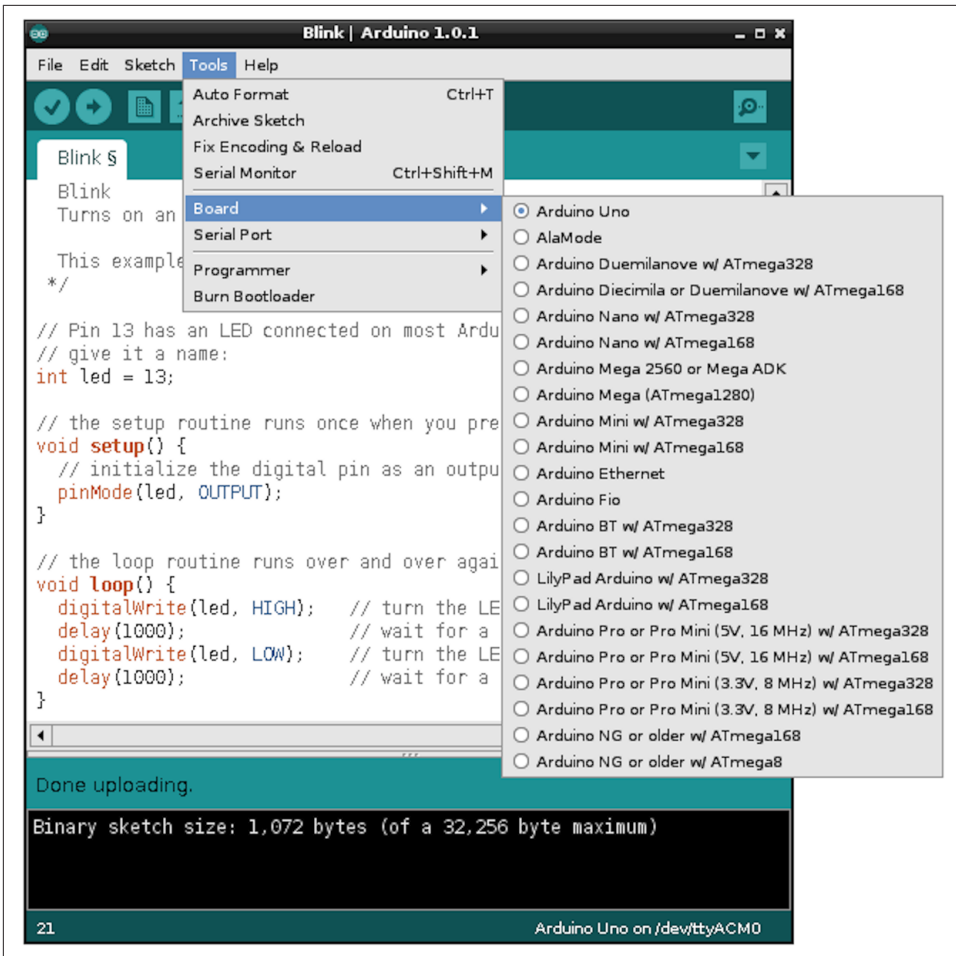 Blink | Arduino 1.0.1
File Edit Sketch Tools Help
Auto Format Ctrl+T
Archive Sketch
Fix Encoding & Reload
Serial Monitor Ctrl+Shift+M
Board
Serial Port
Programmer
Burn Bootloader
Arduino Uno
AlaMode
Arduino Duemilanove w/ ATmega328
Arduino Diecimila or Duemilanove w/ ATmega168
Arduino Nano w/ ATmega328
Arduino Nano w/ ATmega168
Arduino Mega 2560 or Mega ADK
Arduino Mega (ATmega1280)
Arduino Mini w/ ATmega328
Arduino Mini w/ ATmega168
Arduino Ethernet
Arduino Fio
Arduino BT w/ ATmega328
Arduino BT w/ ATmega168
LilyPad Arduino w/ ATmega328
LilyPad Arduino w/ ATmega168
Arduino Pro or Pro Mini (5V, 16 MHz) w/ ATmega328
Arduino Pro or Pro Mini (5V, 16 MHz) w/ ATmega168
Arduino Pro or Pro Mini (3.3V, 8 MHz) w/ ATmega328
Arduino Pro or Pro Mini (3.3V, 8 MHz) w/ ATmega168
Arduino NG or older w/ ATmega168
Arduino NG or older w/ ATmega8
Blink §
Blink
Turns on an
This example
*/
// Pin 13 has an LED connected on most Ardu
// give it a name:
int led = 13;
// the setup routine runs once when you pre
void setup() {
// initialize the digital pin as an outpu
pinMode(led, OUTPUT);
}
// the loop routine runs over and over agai
void loop() {
digitalWrite(led, HIGH); // turn the LE
delay(1000); // wait for a
digitalWrite(led, LOW); // turn the LE
delay(1000); // wait for a
}
Done uploading.
Binary sketch size: 1,072 bytes (of a 32,256 byte maximum)
21 Arduino Uno on /dev/ttyACM0